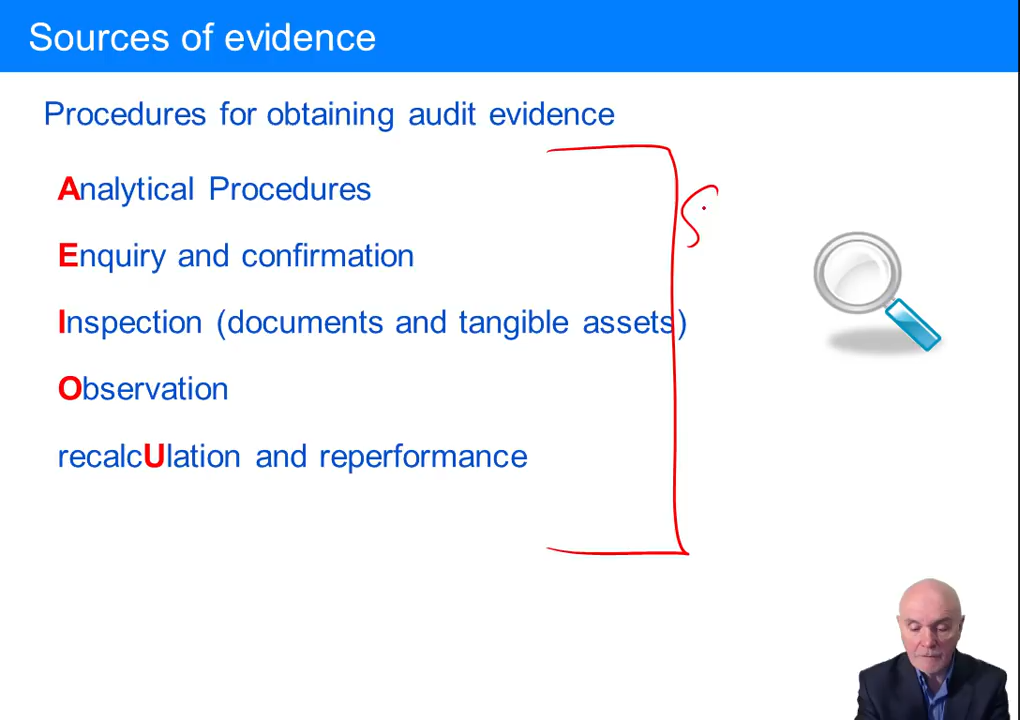 Sources of evidence
Procedures for obtaining audit evidence
Analytical Procedures
Enquiry and confirmation
Inspection (documents and tangible assets)
Observation
recalcUlation and reperformance